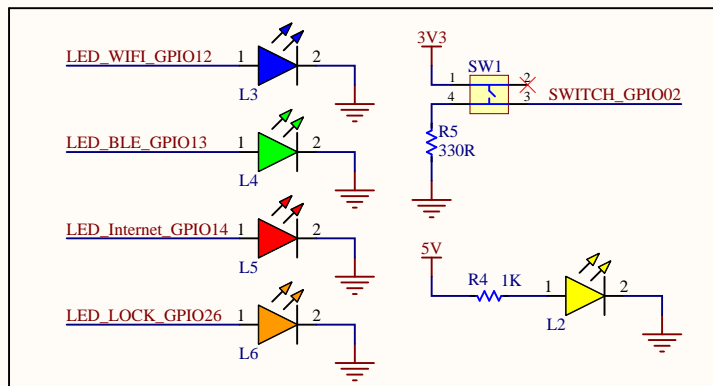 LED_WIFI_GPIO12
1
2
L3
LED_BLE_GPIO13
1
2
L4
LED_Internet_GPIO14
1
2
L5
LED_LOCK_GPIO26
1
2
L6
3V3
SW1
1
2
4
3
SWITCH_GPIO02
R5
330R
5V
R4 1K
1
2
L2